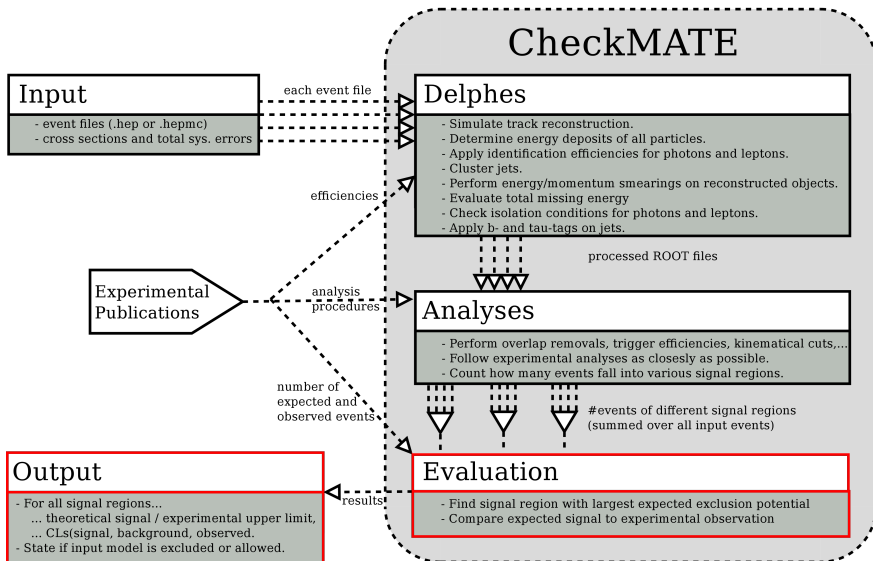 CheckMATE
Input
- event files (.hep or .hepmc)
- cross sections and total sys. errors
each event file
Delphes
- Simulate track reconstruction.
- Determine energy deposits of all particles.
- Apply identification efficiencies for photons and leptons.
- Cluster jets.
- Perform energy/momentum smearings on reconstructed objects.
- Evaluate total missing energy
- Check isolation conditions for photons and leptons.
- Apply b- and tau-tags on jets.
efficiencies
processed ROOT files
Experimental
Publications
analysis
procedures
Analyses
- Perform overlap removals, trigger efficiencies, kinematical cuts,...
- Follow experimental analyses as closesly as possible.
- Count how many events fall into various signal regions.
number of
expected and
observed events
#events of different signal regions
(summed over all input events)
Evaluation
- Find signal region with largest expected exclusion potential
- Compare expected signal to experimental observation
results
Output
- For all signal regions...
... theoretical signal / experimental upper limit,
... CLs(signal, background, observed.
- State if input model is excluded or allowed.